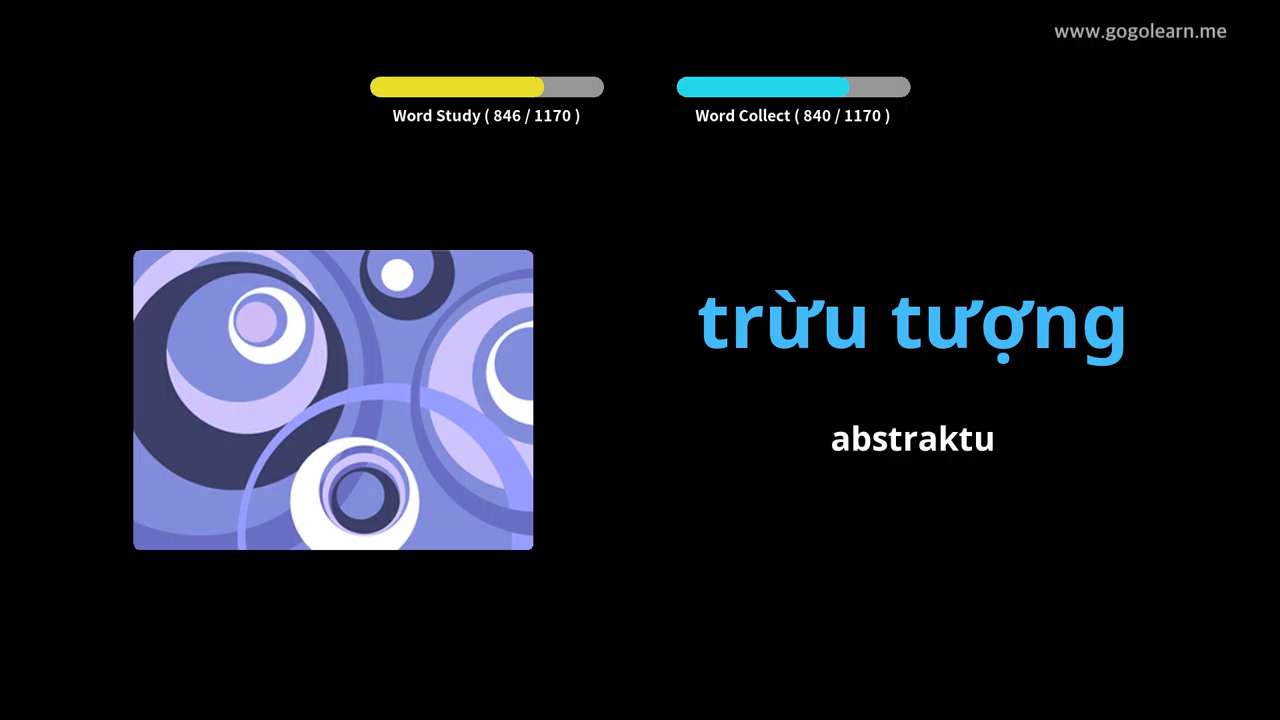 www.gogolearn.me
Word Study ( 846 / 1170 )
Word Collect ( 840 / 1170 )
trừu tượng
abstraktu